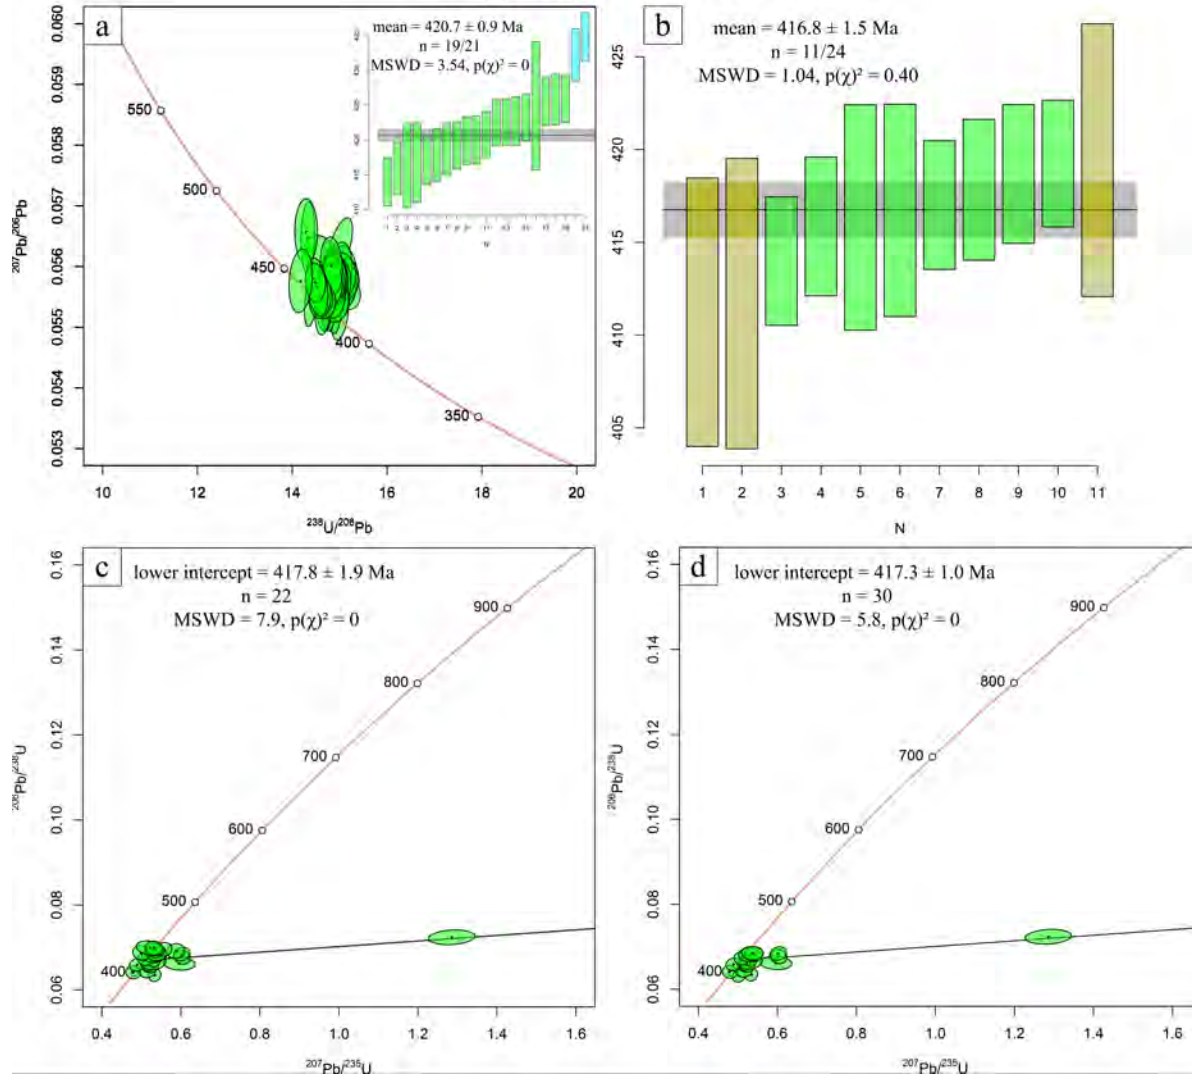 a
mean = 420.7 ± 0.9 Ma
n = 19/21
MSWD = 3.54, p(χ)² = 0
N
550
500
450
400
350
0.060
0.059
0.058
0.057
0.056
0.055
0.054
0.053
²⁰⁷Pb/²⁰⁶Pb
10 12 14 16 18 20
²³⁸U/²⁰⁶Pb
b
mean = 416.8 ± 1.5 Ma
n = 11/24
MSWD = 1.04, p(χ)² = 0.40
425
420
415
410
405
1 2 3 4 5 6 7 8 9 10 11
N
c
lower intercept = 417.8 ± 1.9 Ma
n = 22
MSWD = 7.9, p(χ)² = 0
900
800
700
600
500
400
0.16
0.14
0.12
0.10
0.08
0.06
²⁰⁶Pb/²³⁸U
0.4 0.6 0.8 1.0 1.2 1.4 1.6
²⁰⁷Pb/²³⁵U
d
lower intercept = 417.3 ± 1.0 Ma
n = 30
MSWD = 5.8, p(χ)² = 0
900
800
700
600
500
400
0.16
0.14
0.12
0.10
0.08
0.06
²⁰⁶Pb/²³⁸U
0.4 0.6 0.8 1.0 1.2 1.4 1.6
²⁰⁷Pb/²³⁵U